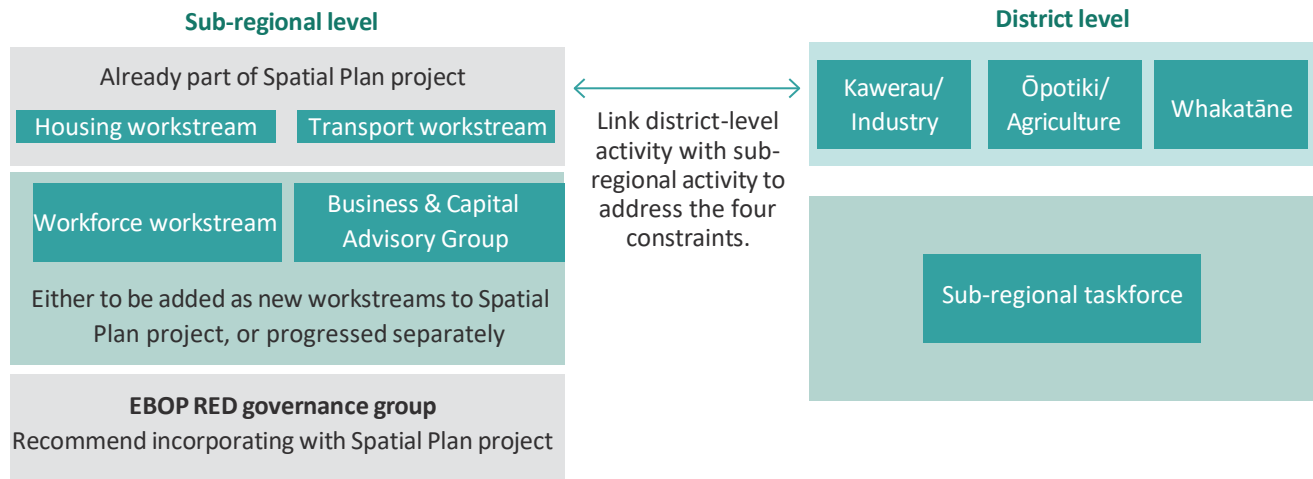 Sub-regional level
Already part of Spatial Plan project
Housing workstream
Transport workstream
Workforce workstream
Business & Capital
Advisory Group
Either to be added as new workstreams to Spatial
Plan project, or progressed separately
EBOP RED governance group
Recommend incorporating with Spatial Plan project
Link district-level
activity with sub-
regional activity to
address the four
constraints.
District level
Kawerau/
Industry
Ōpotiki/
Agriculture
Whakatāne
Sub-regional taskforce